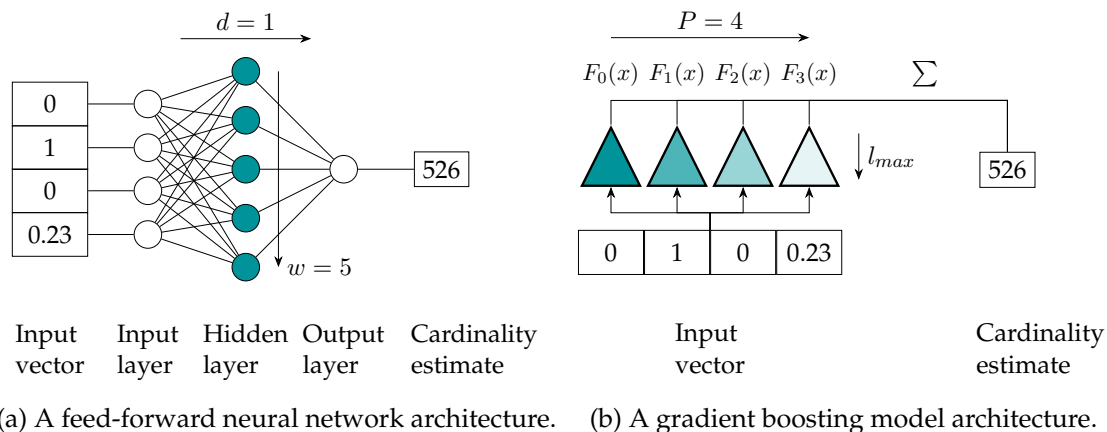 d = 1
0
1
0
0.23
w = 5
526
Input vector
Input layer
Hidden layer
Output layer
Cardinality estimate
(a) A feed-forward neural network architecture.
P = 4
F₀(x) F₁(x) F₂(x) F₃(x)
∑
l_max
526
0 1 0 0.23
Input vector
Cardinality estimate
(b) A gradient boosting model architecture.